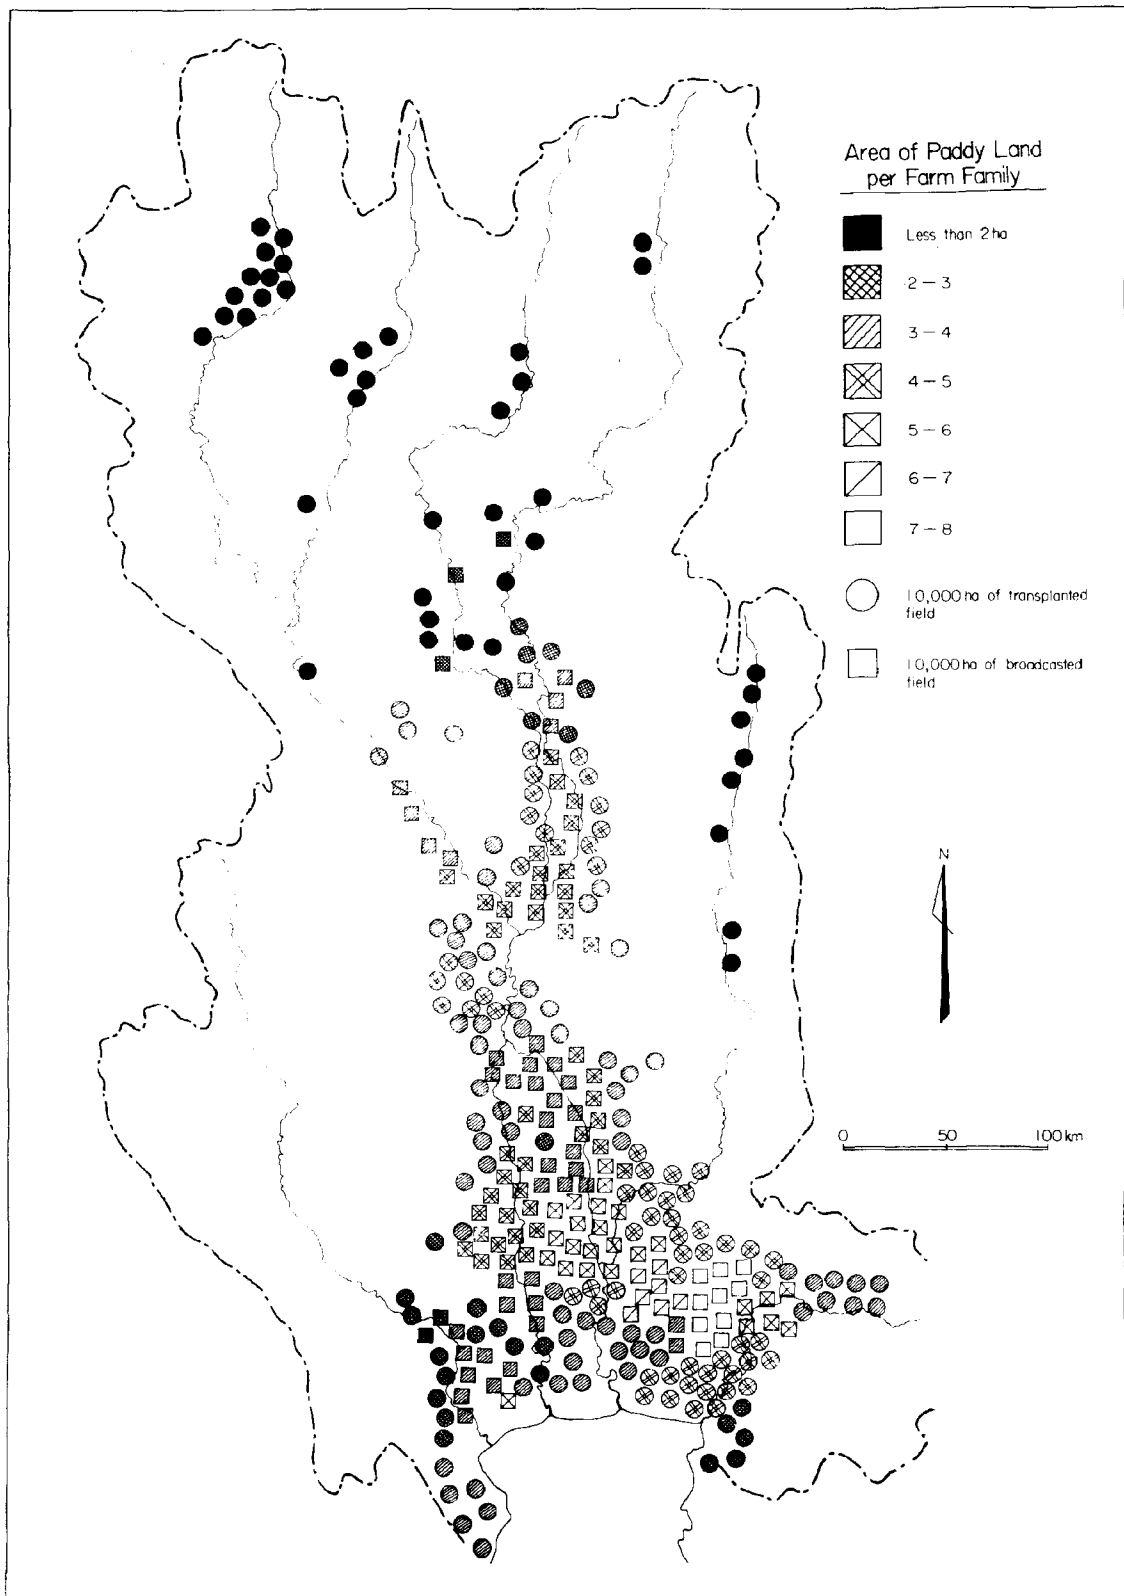 Area of Paddy Land
per Farm Family
Less than 2 ha
2 – 3
3 – 4
4 – 5
5 – 6
6 – 7
7 – 8
10,000 ha of transplanted
field
10,000 ha of broadcasted
field
N
0 50 100 km